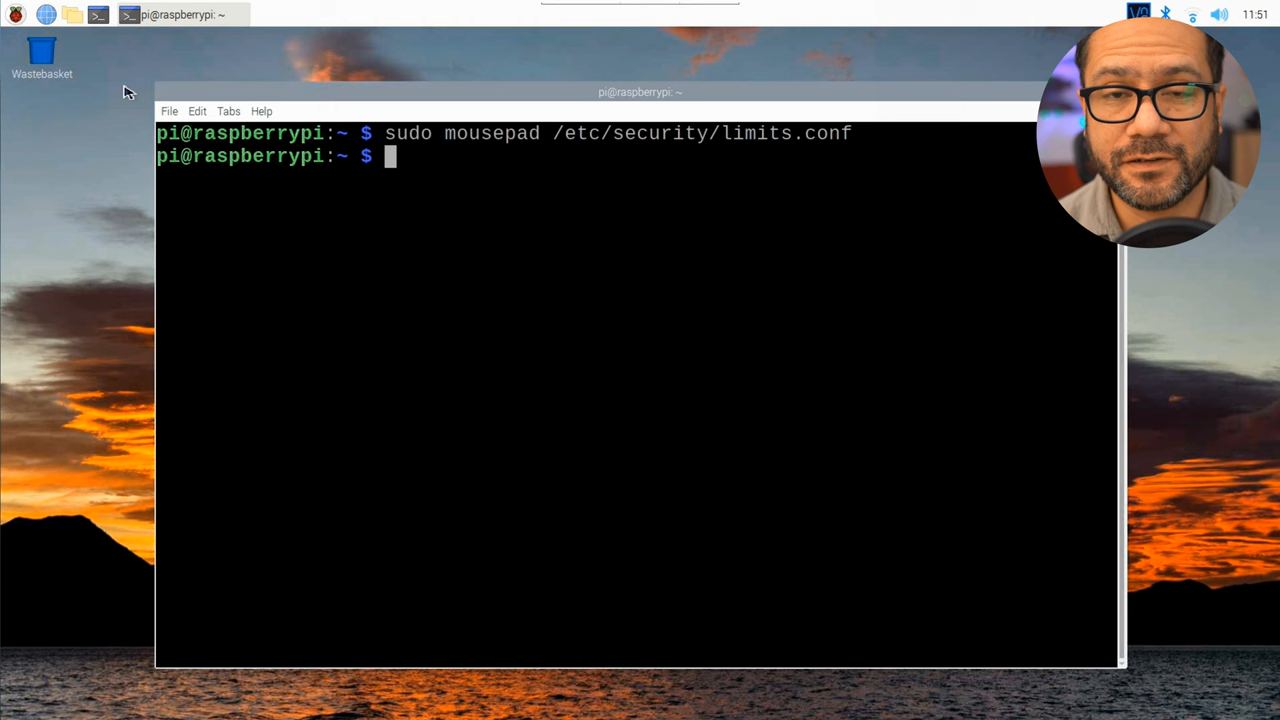 pi@raspberrypi: ~
11:51
Wastebasket
pi@raspberrypi: ~
File Edit Tabs Help
pi@raspberrypi:~ $ sudo mousepad /etc/security/limits.conf
pi@raspberrypi:~ $